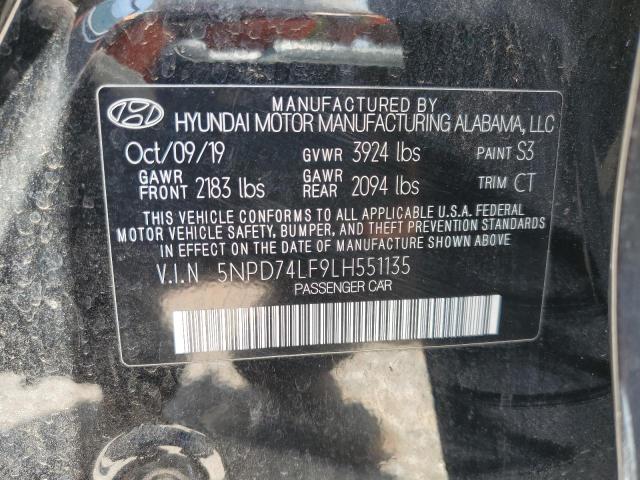 MANUFACTURED BY
HYUNDAI MOTOR MANUFACTURING ALABAMA, LLC
Oct/09/19 GVWR 3924 lbs PAINT S3
GAWR FRONT 2183 lbs GAWR REAR 2094 lbs TRIM CT
THIS VEHICLE CONFORMS TO ALL APPLICABLE U.S.A. FEDERAL
MOTOR VEHICLE SAFETY, BUMPER, AND THEFT PREVENTION STANDARDS
IN EFFECT ON THE DATE OF MANUFACTURE SHOWN ABOVE.
V.I.N 5NPD74LF9LH551135
PASSENGER CAR